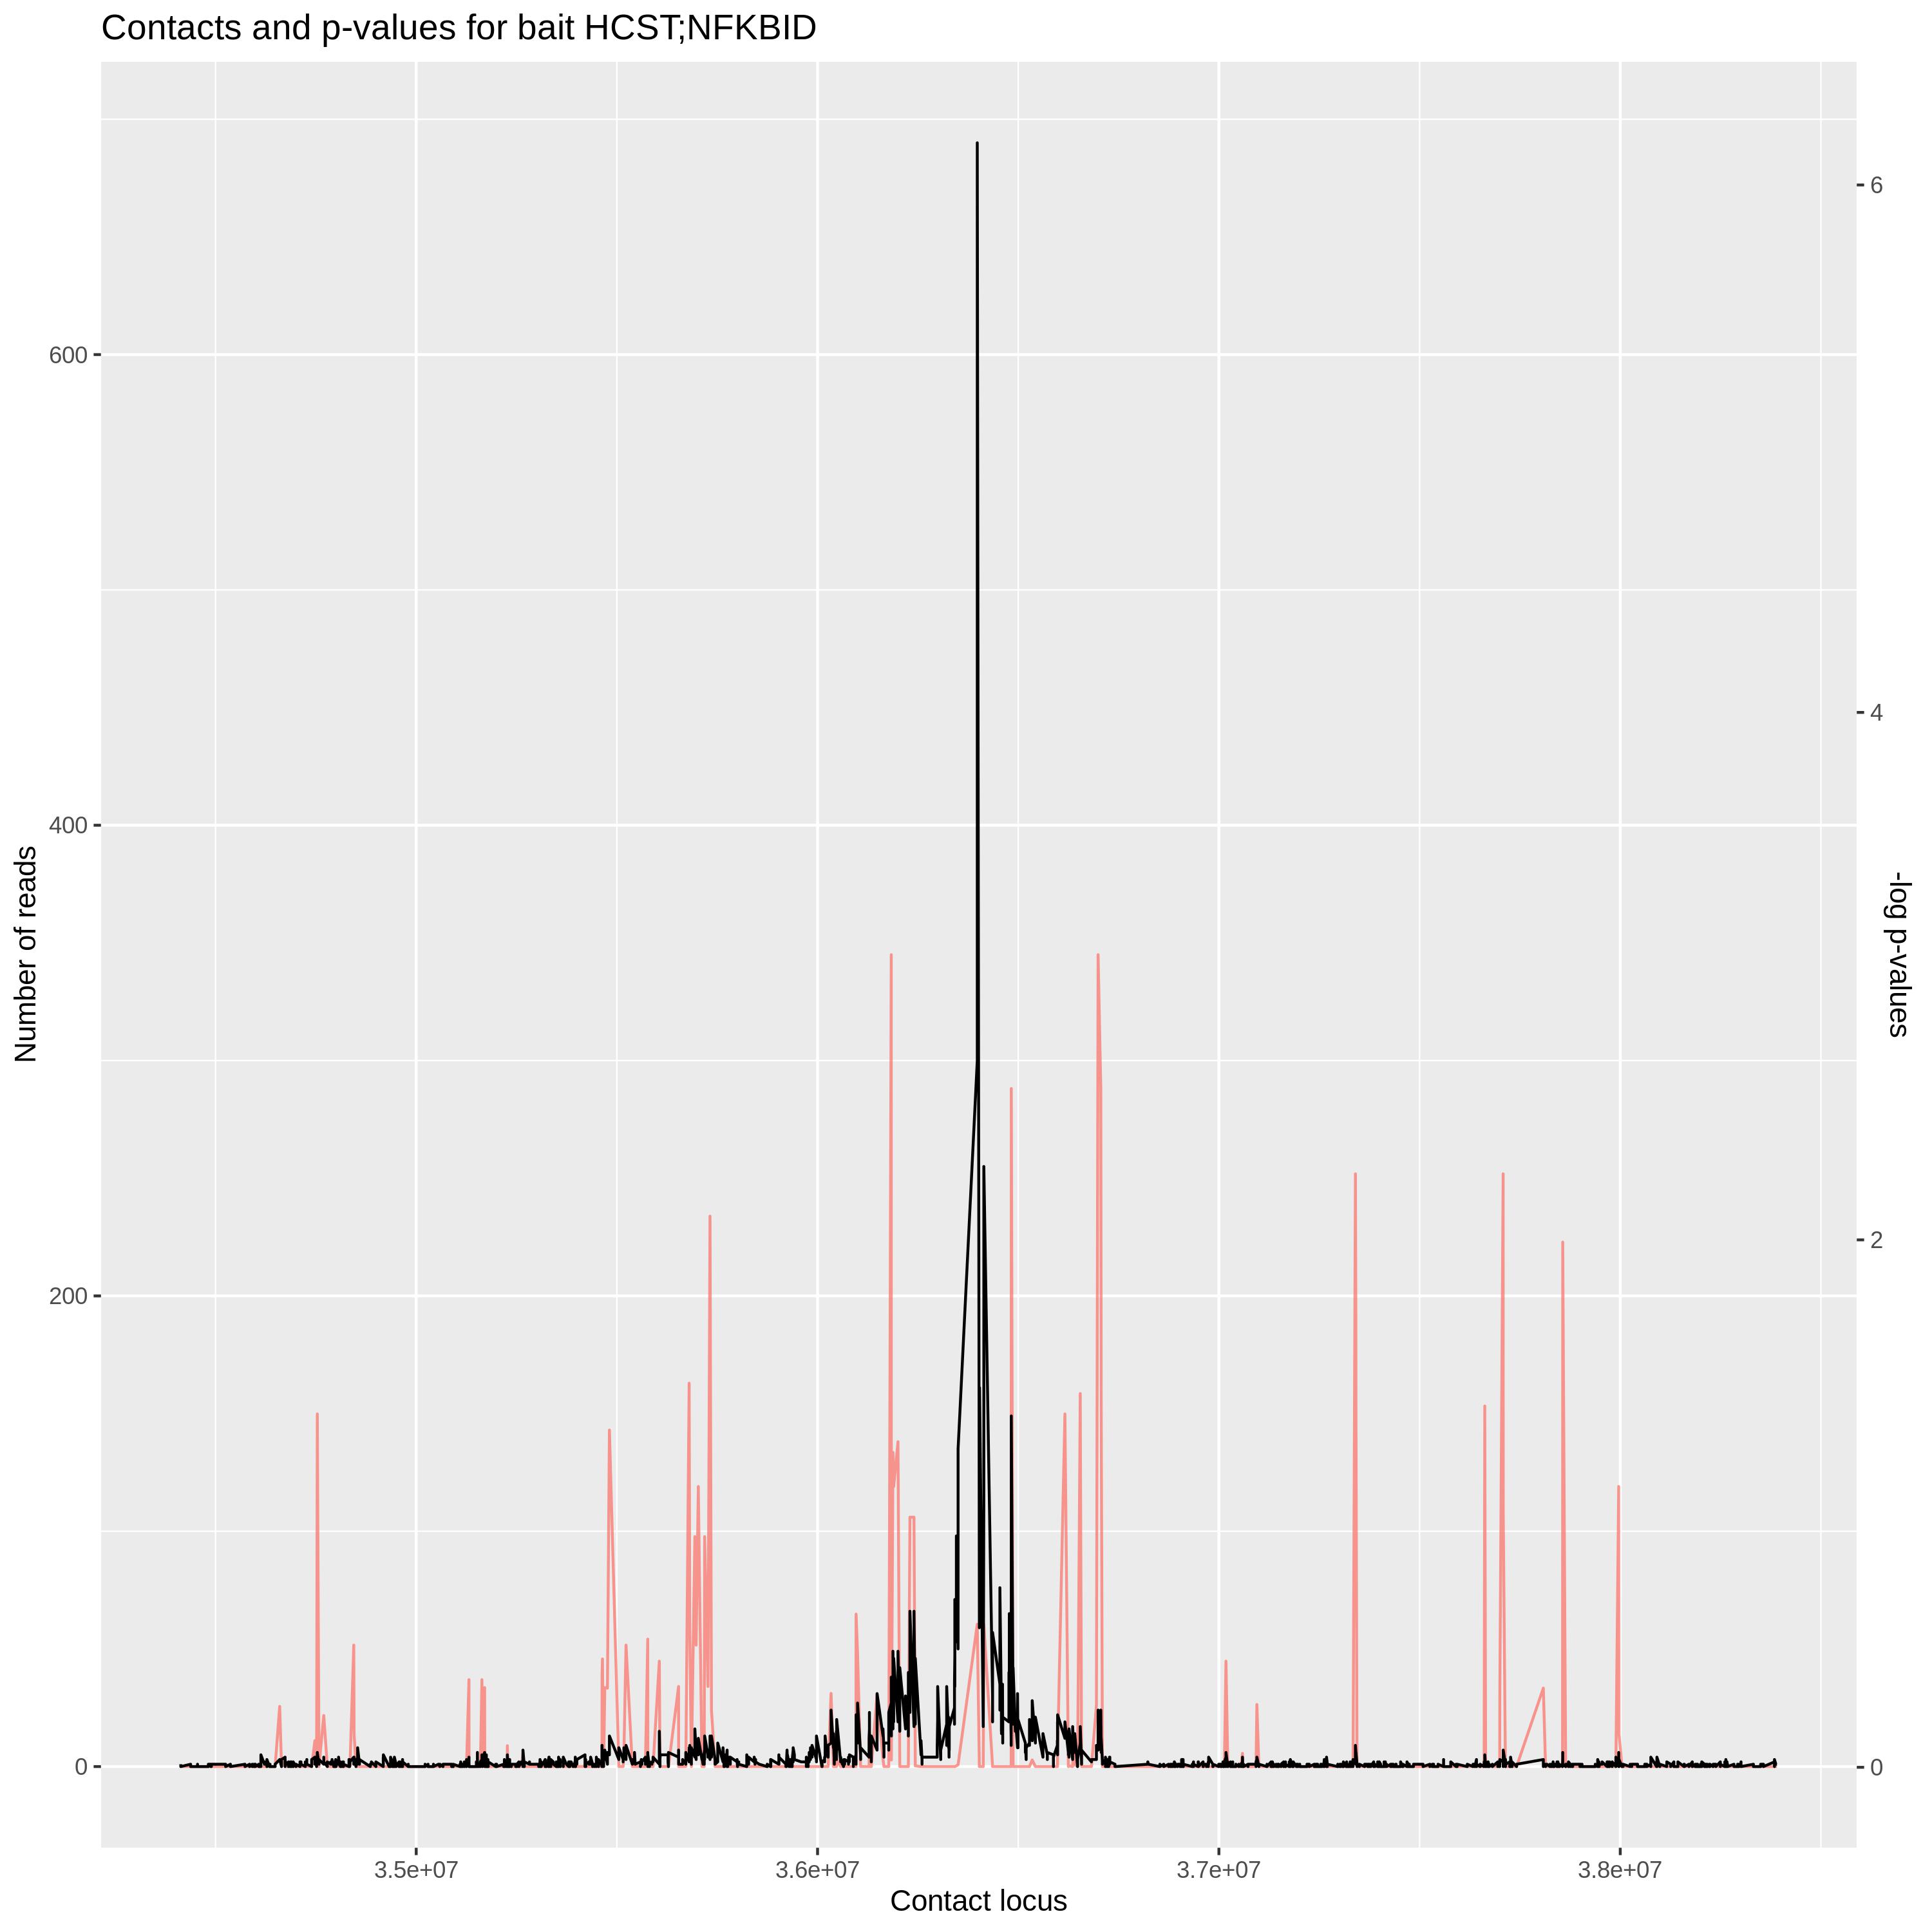 Contacts and p-values for bait HCST;NFKBID
600
400
200
0
6
4
2
0
Number of reads
-log p-values
3.5e+07
3.6e+07
3.7e+07
3.8e+07
Contact locus